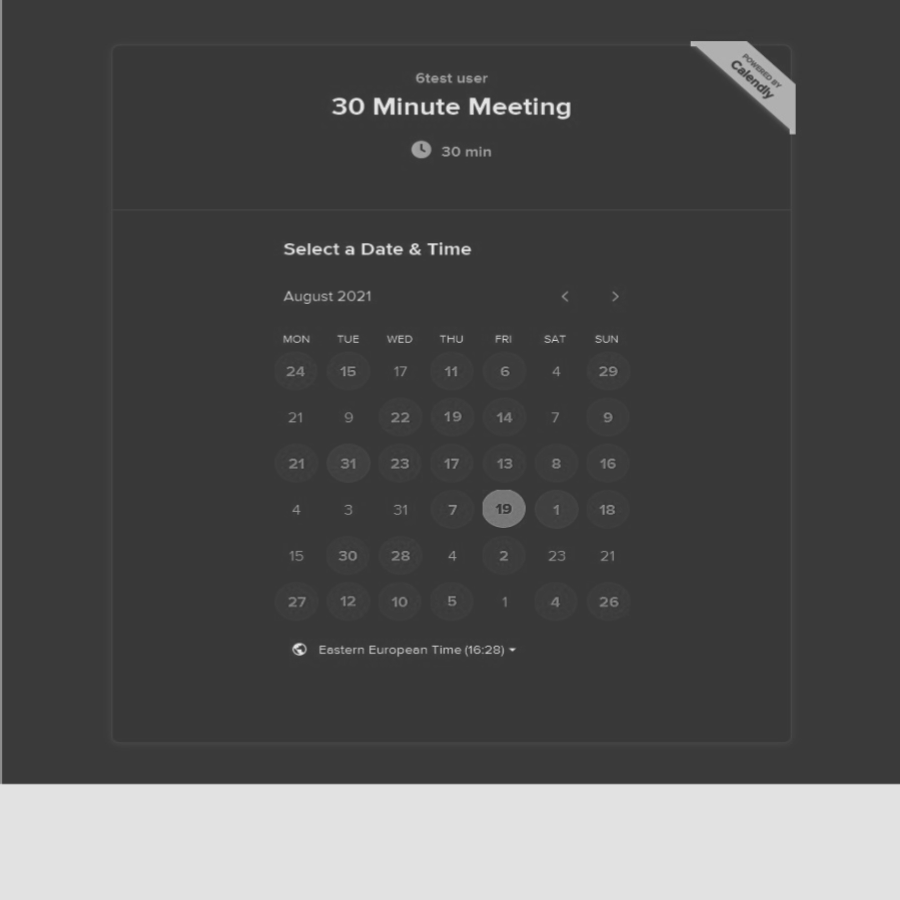 6test user
30 Minute Meeting
30 min
POWERED BY
Calendly
Select a Date & Time
August 2021
MON TUE WED THU FRI SAT SUN
24 15 17 11 6 4 29
21 9 22 19 14 7 9
21 31 23 17 13 8 16
4 3 31 7 19 1 18
15 30 28 4 2 23 21
27 12 10 5 1 4 26
Eastern European Time (16:28)